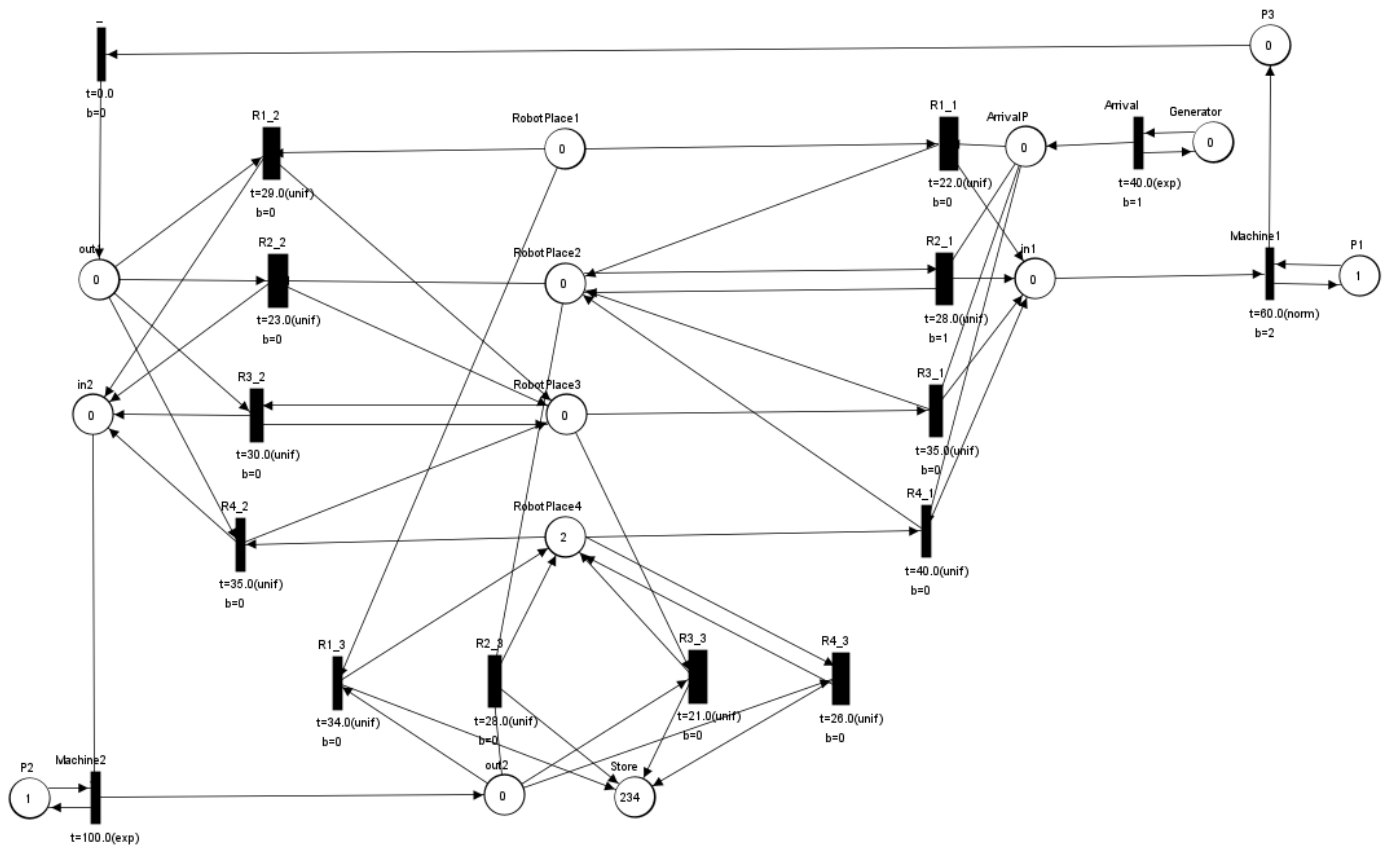 P3
0
_
t=0.0
b=0
R1_2
t=29.0(unif)
b=0
RobotPlace1
0
R1_1
t=22.0(unif)
b=0
ArrivalP
0
Arrival
t=40.0(exp)
b=1
Generator
0
out
0
R2_2
t=23.0(unif)
b=0
RobotPlace2
0
R2_1
t=28.0(unif)
b=1
in1
0
Machine1
t=60.0(norm)
b=2
P1
1
in2
0
R3_2
t=30.0(unif)
b=0
RobotPlace3
0
R3_1
t=35.0(unif)
b=0
R4_2
t=35.0(unif)
b=0
RobotPlace4
2
R4_1
t=40.0(unif)
b=0
R1_3
t=34.0(unif)
b=0
R2_3
t=28.0(unif)
b=0
R3_3
t=21.0(unif)
b=0
R4_3
t=26.0(unif)
b=0
P2
1
Machine2
t=100.0(exp)
out2
0
Store
234